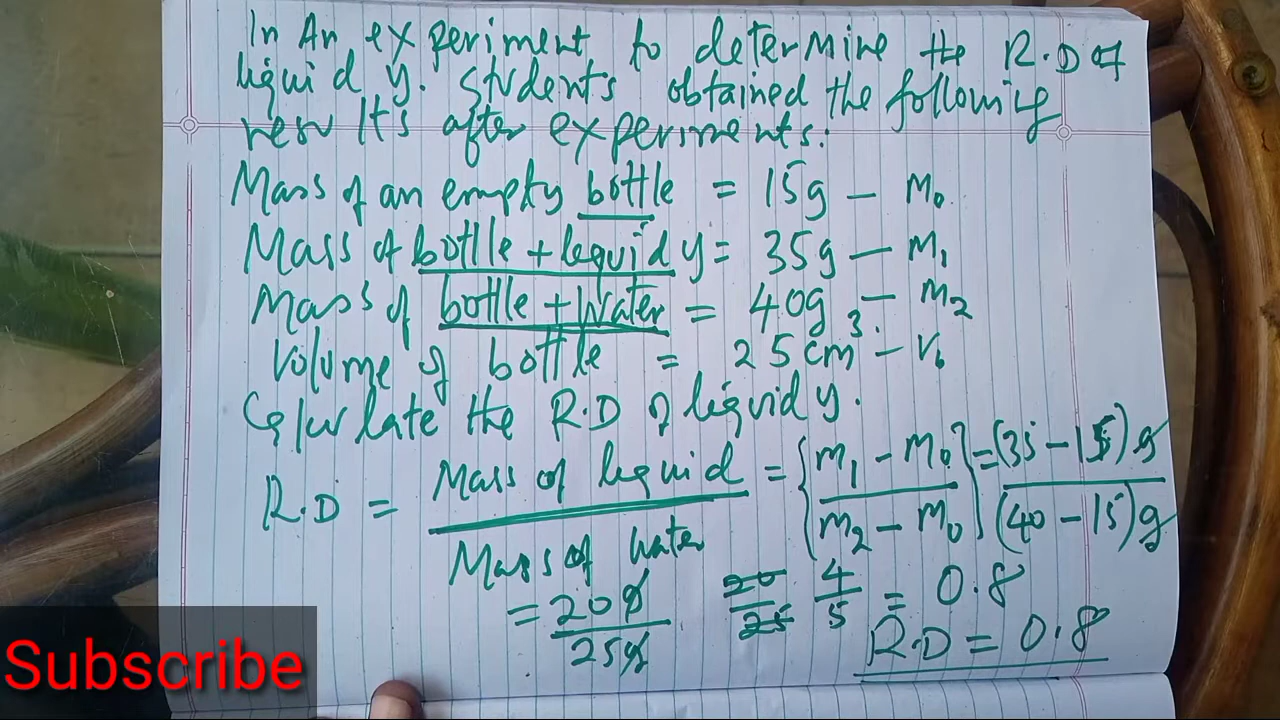 In An experiment to determine the R.D of
liquid y. Students obtained the following
results after experiments.
Mass of an empty bottle = 15g — M₀
Mass of bottle + liquid y = 35g — M₁
Mass of bottle + Water = 40g — M₂
Volume of bottle = 25cm³ — V₀
Calculate the R.D of liquid y.
R.D = Mass of liquid / Mass of water = {m₁ − M₀ / m₂ − M₀} = (35 − 15)g / (40 − 15)g
= 20g / 25g 20/25 4/5 = 0.8
R.D = 0.8
Subscribe